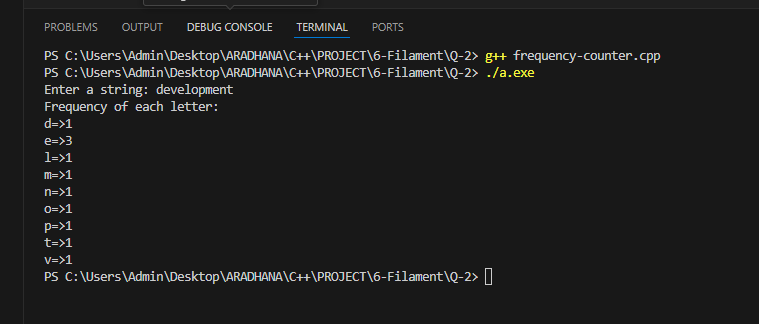 PROBLEMS OUTPUT DEBUG CONSOLE TERMINAL PORTS
PS C:\Users\Admin\Desktop\ARADHANA\C++\PROJECT\6-Filament\Q-2> g++ frequency-counter.cpp
PS C:\Users\Admin\Desktop\ARADHANA\C++\PROJECT\6-Filament\Q-2> ./a.exe
Enter a string: development
Frequency of each letter:
d=>1
e=>3
l=>1
m=>1
n=>1
o=>1
p=>1
t=>1
v=>1
PS C:\Users\Admin\Desktop\ARADHANA\C++\PROJECT\6-Filament\Q-2>